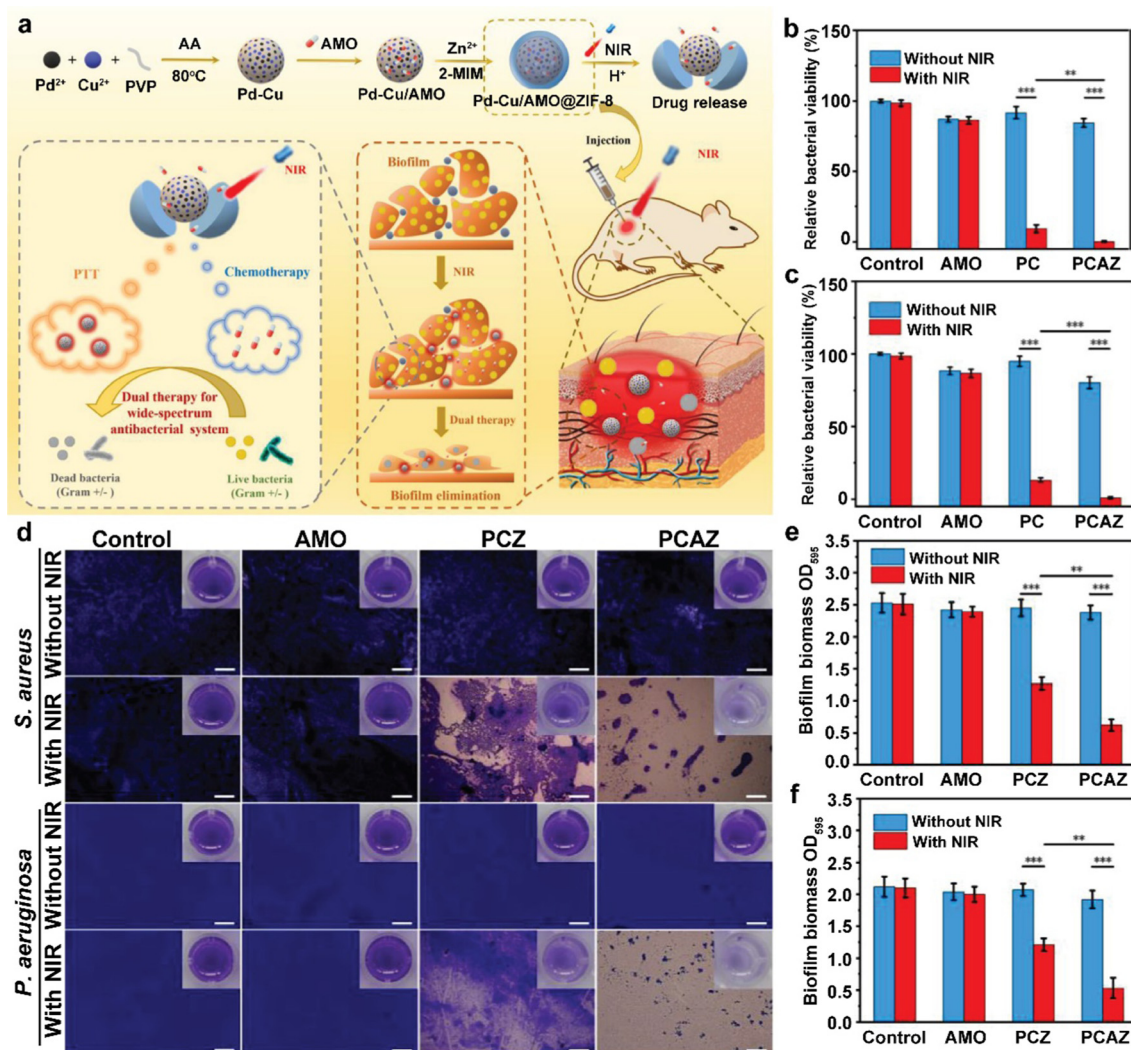 a
AA
AMO
Zn²⁺
NIR
80°C
2-MIM
H⁺
Pd²⁺ + Cu²⁺ + PVP
Pd-Cu
Pd-Cu/AMO
Pd-Cu/AMO@ZIF-8
Drug release
NIR
PTT
Chemotherapy
Dual therapy for
wide-spectrum
antibacterial system
Dead bacteria
(Gram +/- )
Live bacteria
(Gram +/- )
Biofilm
NIR
Dual therapy
Biofilm elimination
Injection
NIR
b
Relative bacterial viability (%)
150
100
50
0
Without NIR
With NIR
**
***
***
Control AMO PC PCAZ
c
Relative bacterial viability (%)
150
100
50
0
Without NIR
With NIR
***
***
***
Control AMO PC PCAZ
d
Control AMO PCZ PCAZ
S. aureus
Without NIR
With NIR
P. aeruginosa
Without NIR
With NIR
e
Biofilm biomass OD₅₉₅
3.5
3.0
2.5
2.0
1.5
1.0
0.5
0.0
Without NIR
With NIR
**
***
***
Control AMO PCZ PCAZ
f
Biofilm biomass OD₅₉₅
3.5
3.0
2.5
2.0
1.5
1.0
0.5
0.0
Without NIR
With NIR
**
***
***
Control AMO PCZ PCAZ